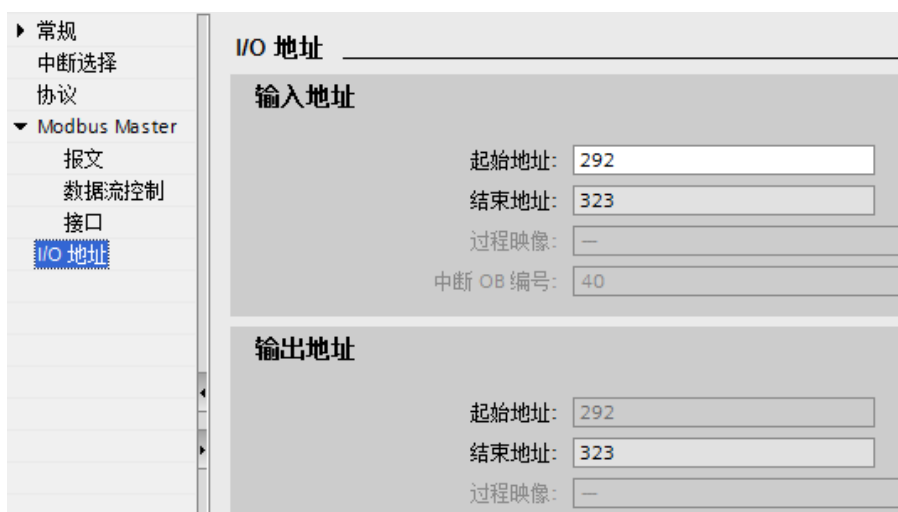 常规
中断选择
协议
Modbus Master
报文
数据流控制
接口
I/O 地址
I/O 地址
输入地址
起始地址: 292
结束地址: 323
过程映像: —
中断 OB 编号: 40
输出地址
起始地址: 292
结束地址: 323
过程映像: —